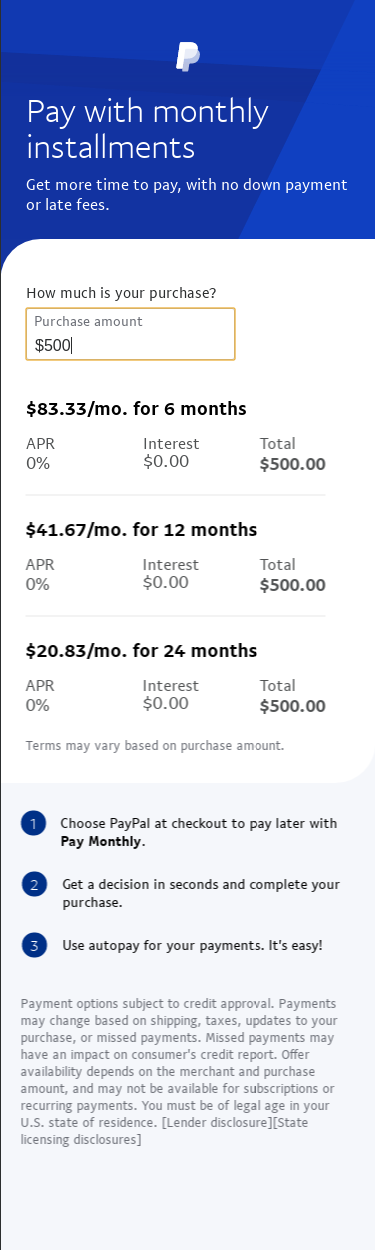 Pay with monthly
installments
Get more time to pay, with no down payment
or late fees.
How much is your purchase?
Purchase amount
$500
$83.33/mo. for 6 months
APR Interest Total
0% $0.00 $500.00
$41.67/mo. for 12 months
APR Interest Total
0% $0.00 $500.00
$20.83/mo. for 24 months
APR Interest Total
0% $0.00 $500.00
Terms may vary based on purchase amount.
1 Choose PayPal at checkout to pay later with
Pay Monthly.
2 Get a decision in seconds and complete your
purchase.
3 Use autopay for your payments. It's easy!
Payment options subject to credit approval. Payments
may change based on shipping, taxes, updates to your
purchase, or missed payments. Missed payments may
have an impact on consumer's credit report. Offer
availability depends on the merchant and purchase
amount, and may not be available for subscriptions or
recurring payments. You must be of legal age in your
U.S. state of residence. [Lender disclosure][State
licensing disclosures]